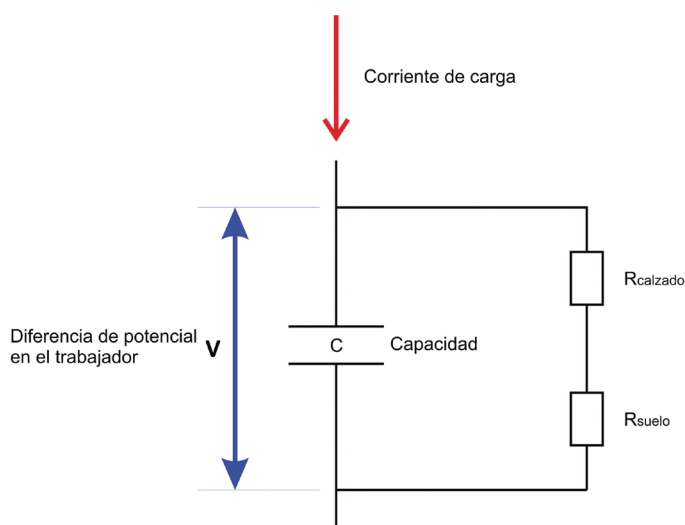 Corriente de carga
Rcalzado
Diferencia de potencial
en el trabajador
V
C
Capacidad
Rsuelo